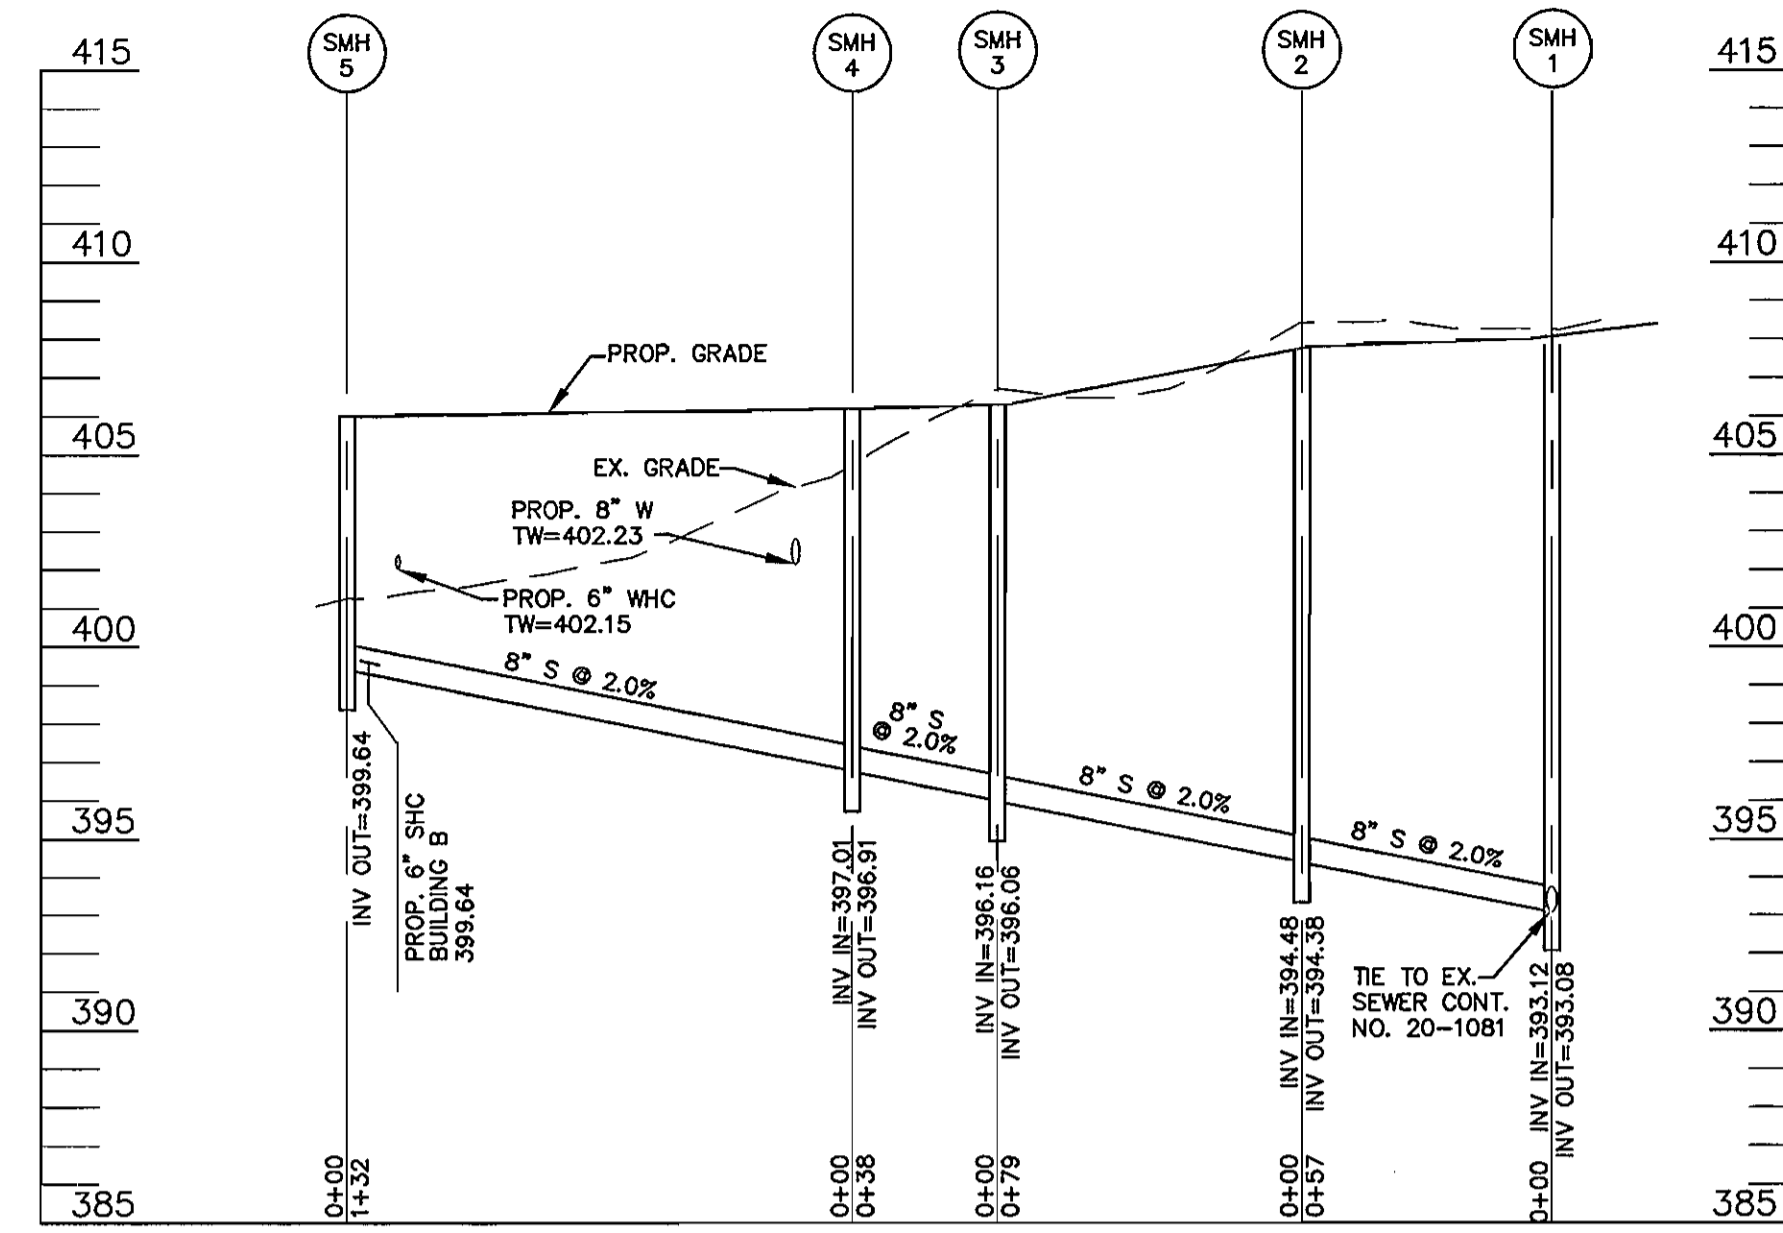 SMH
5
SMH
4
SMH
3
SMH
2
SMH
1
415
415
410
410
PROP. GRADE
405
405
EX. GRADE
PROP. 8" W
TW=402.23
PROP. 6" WHC
TW=402.15
400
400
8" S @ 2.0%
8" S
@ 2.0%
8" S @ 2.0%
8" S @ 2.0%
395
395
INV OUT=399.64
PROP. 6" SHC
BUILDING B
399.64
INV IN=397.01
INV OUT=396.91
INV IN=396.16
INV OUT=396.06
INV IN=394.48
INV OUT=394.38
TIE TO EX.
SEWER CONT.
NO. 20-1081
INV IN=393.12
INV OUT=393.08
390
390
0+00
1+32
0+00
0+38
0+00
0+79
0+00
0+57
0+00
385
385